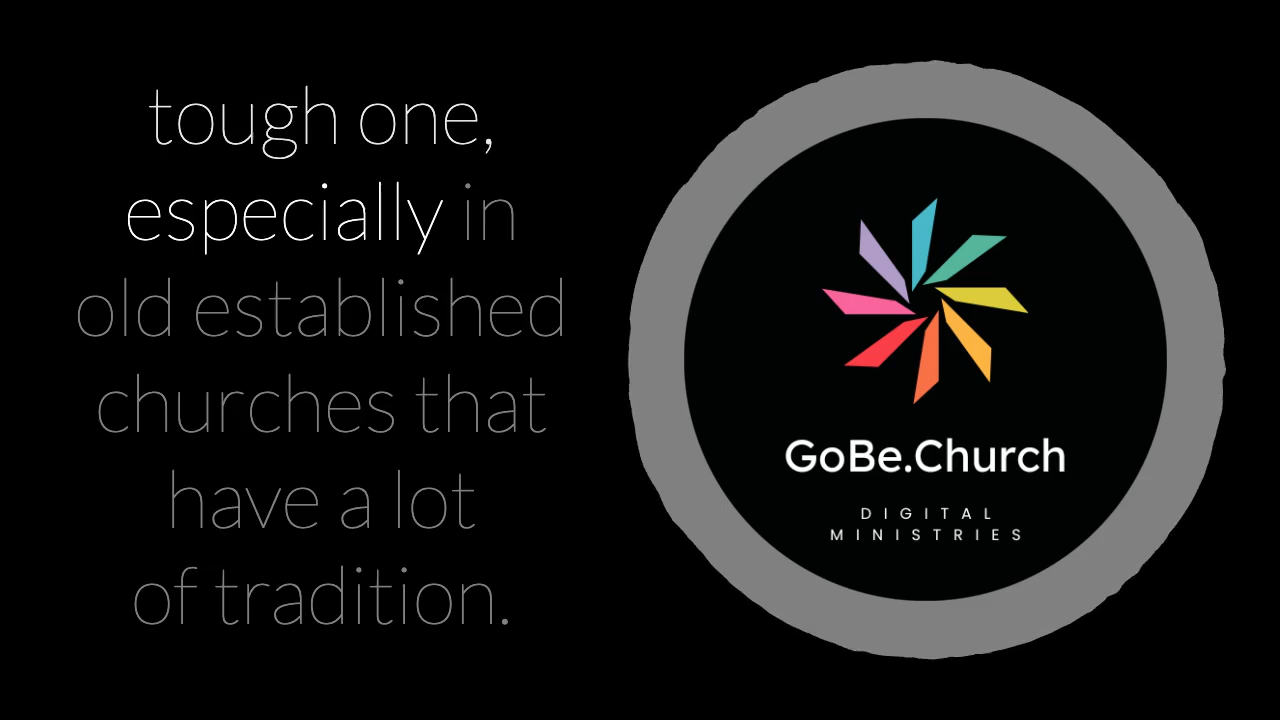 tough one,
especially in
old established
churches that
have a lot
of tradition.
GoBe.Church
DIGITAL
MINISTRIES